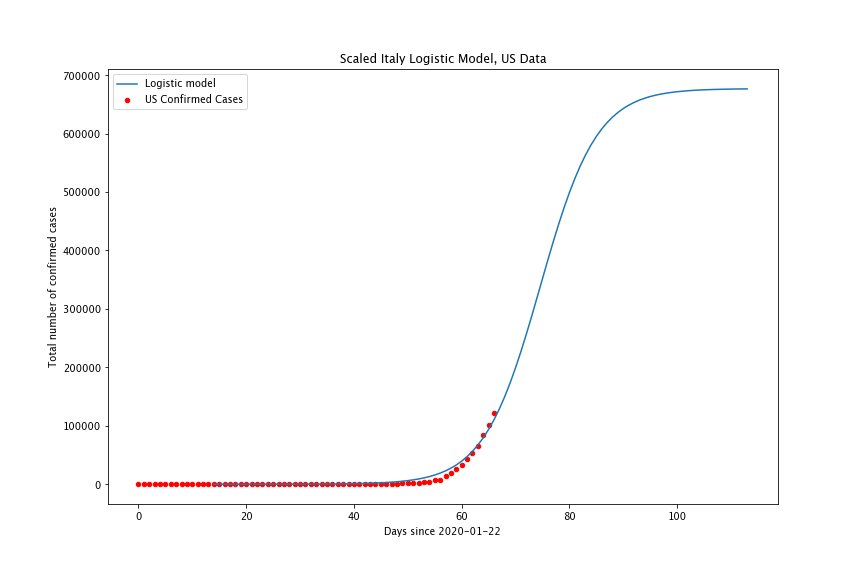 Scaled Italy Logistic Model, US Data
Logistic model
US Confirmed Cases
Total number of confirmed cases
700000
600000
500000
400000
300000
200000
100000
0
0 20 40 60 80 100
Days since 2020-01-22